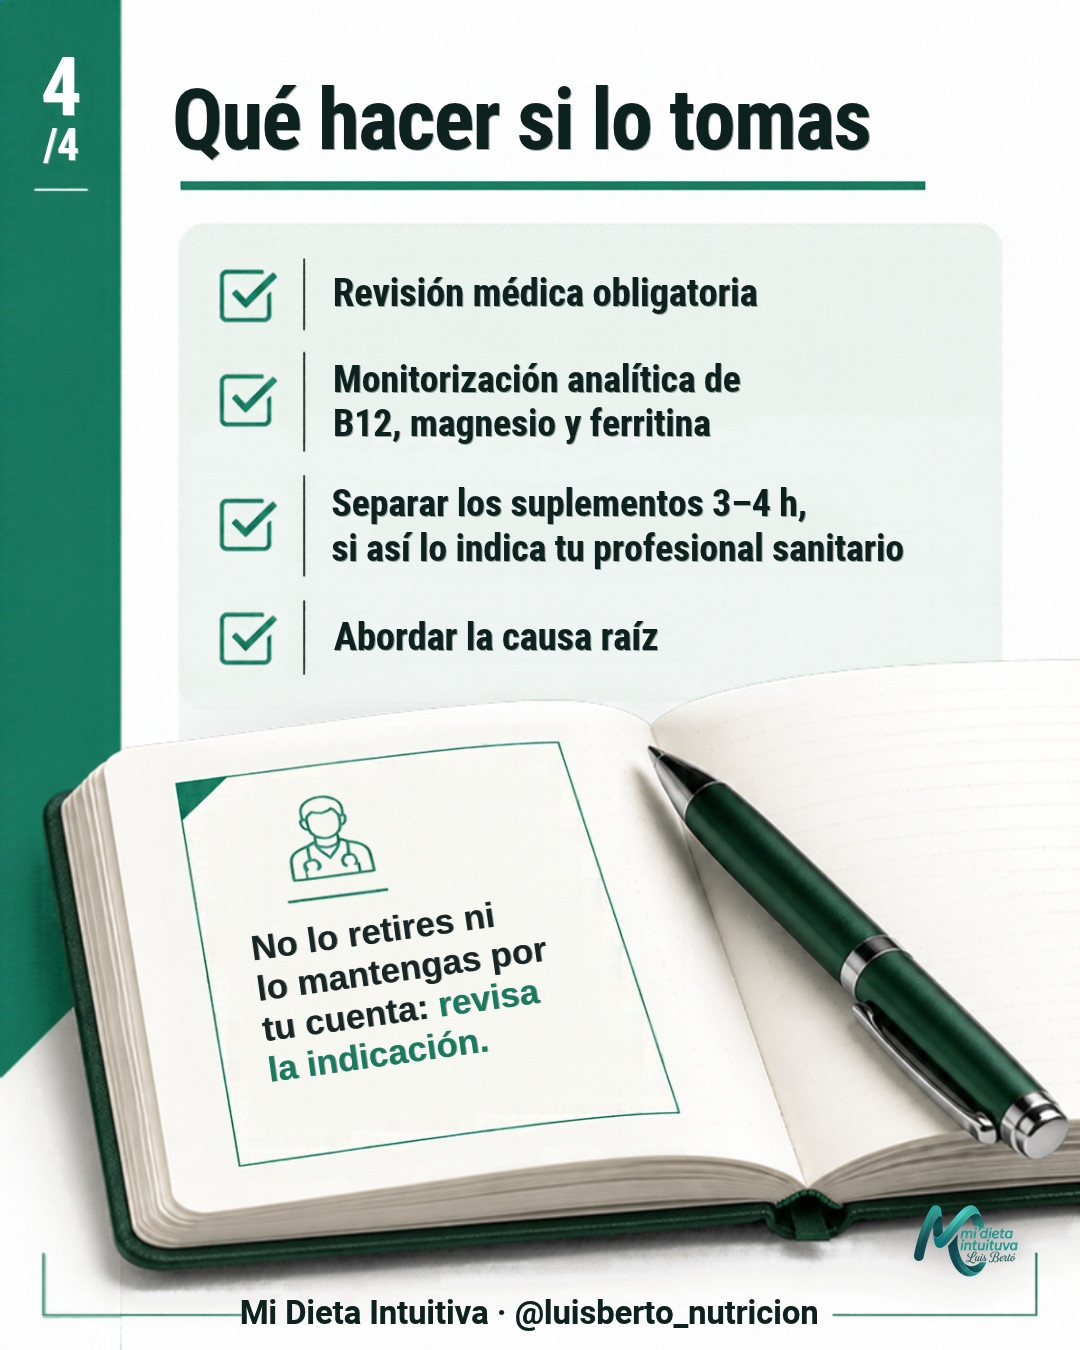 4
/4
Qué hacer si lo tomas
Revisión médica obligatoria
Monitorización analítica de
B12, magnesio y ferritina
Separar los suplementos 3–4 h,
si así lo indica tu profesional sanitario
Abordar la causa raíz
No lo retires ni
lo mantengas por
tu cuenta: revisa
la indicación.
mi dieta
intuituva
Luis Bertó
Mi Dieta Intuitiva · @luisberto_nutricion